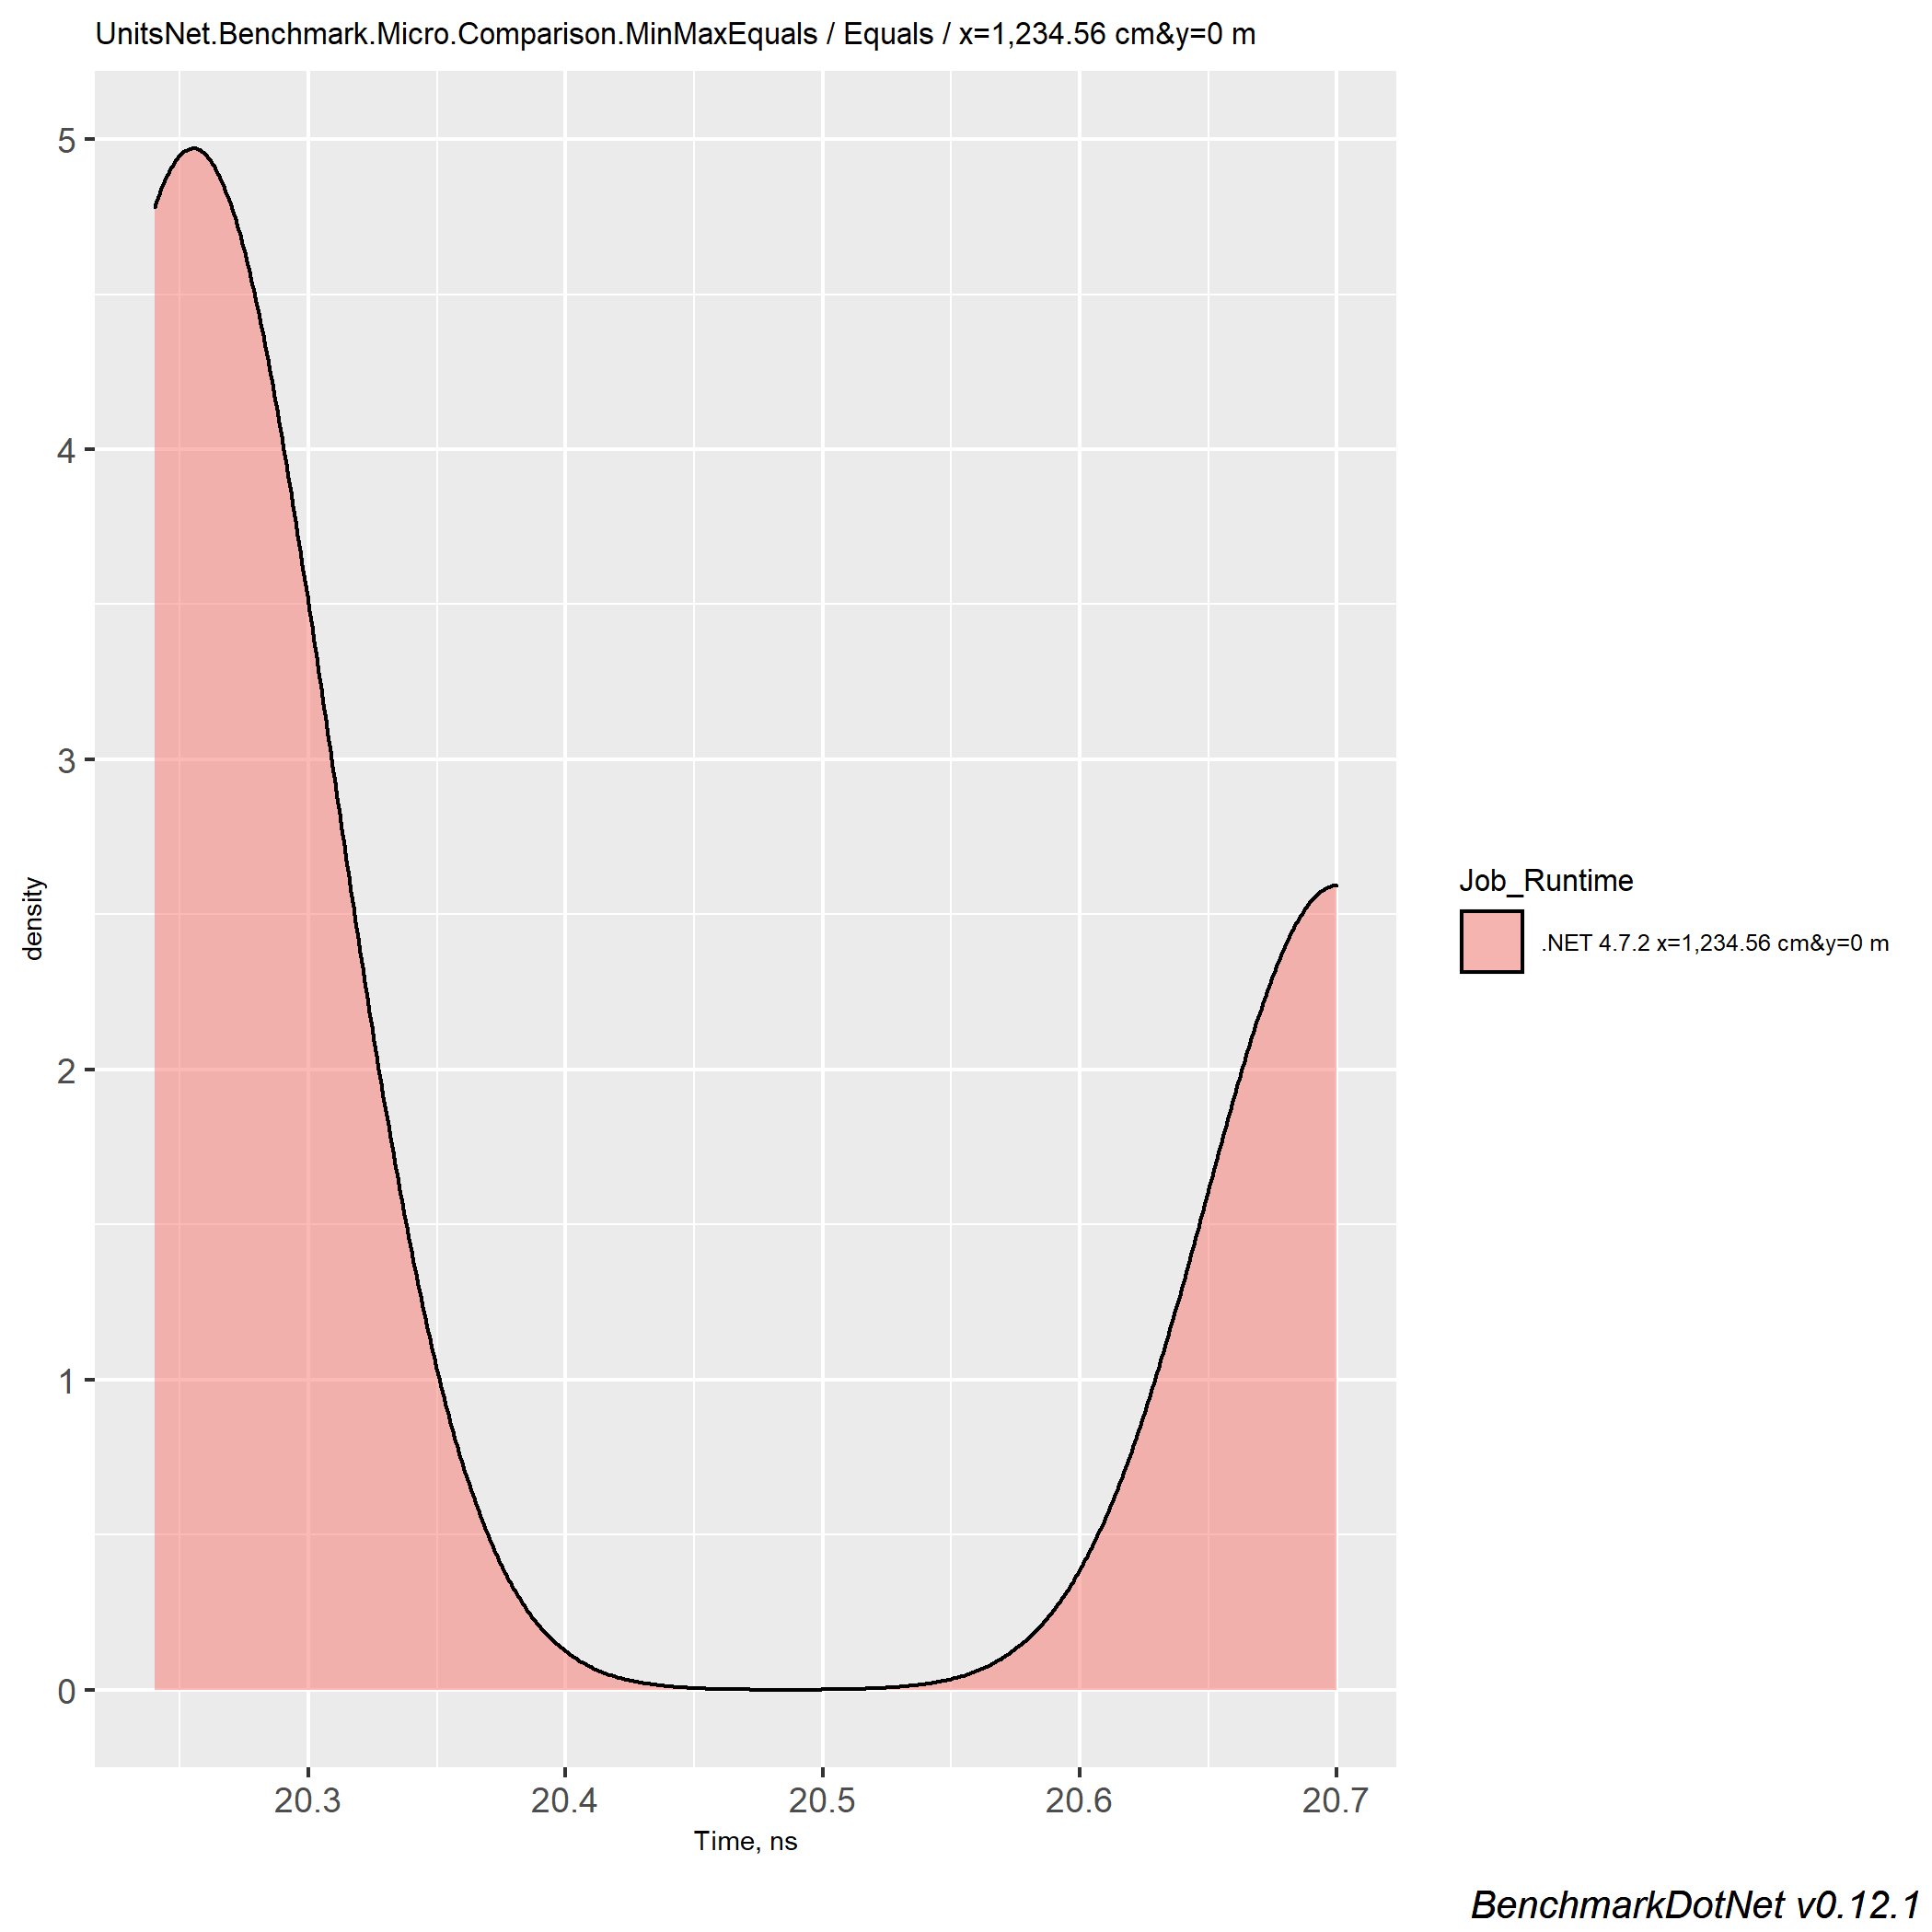 UnitsNet.Benchmark.Micro.Comparison.MinMaxEquals / Equals / x=1,234.56 cm&y=0 m
5
4
3
2
1
0
density
20.3 20.4 20.5 20.6 20.7
Time, ns
Job_Runtime
.NET 4.7.2 x=1,234.56 cm&y=0 m
BenchmarkDotNet v0.12.1